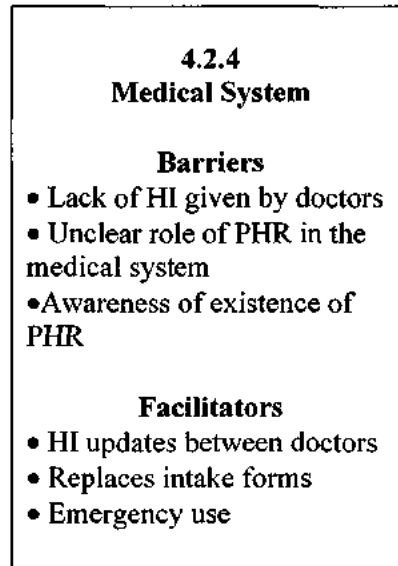 4.2.4
Medical System
Barriers
• Lack of HI given by doctors
• Unclear role of PHR in the
medical system
•Awareness of existence of
PHR
Facilitators
• HI updates between doctors
• Replaces intake forms
• Emergency use